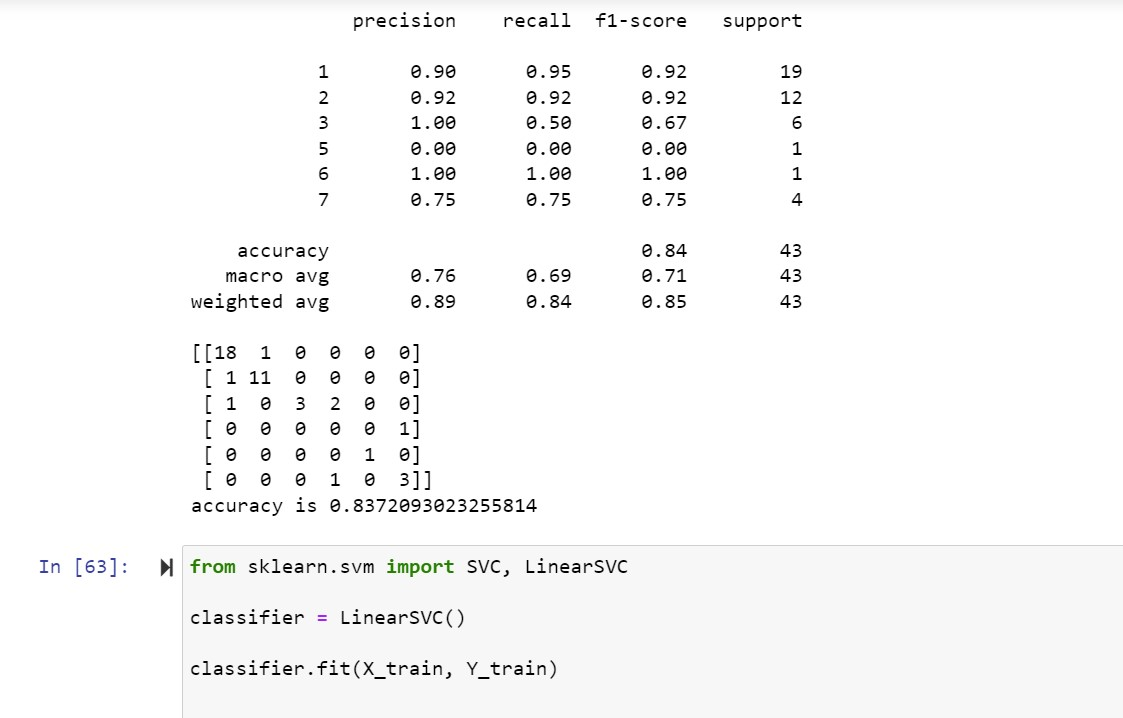 precision recall f1-score support
1 0.90 0.95 0.92 19
2 0.92 0.92 0.92 12
3 1.00 0.50 0.67 6
5 0.00 0.00 0.00 1
6 1.00 1.00 1.00 1
7 0.75 0.75 0.75 4
accuracy 0.84 43
macro avg 0.76 0.69 0.71 43
weighted avg 0.89 0.84 0.85 43
[[18 1 0 0 0 0]
[ 1 11 0 0 0 0]
[ 1 0 3 2 0 0]
[ 0 0 0 0 0 1]
[ 0 0 0 0 1 0]
[ 0 0 0 1 0 3]]
accuracy is 0.8372093023255814
In [63]: from sklearn.svm import SVC, LinearSVC
classifier = LinearSVC()
classifier.fit(X_train, Y_train)